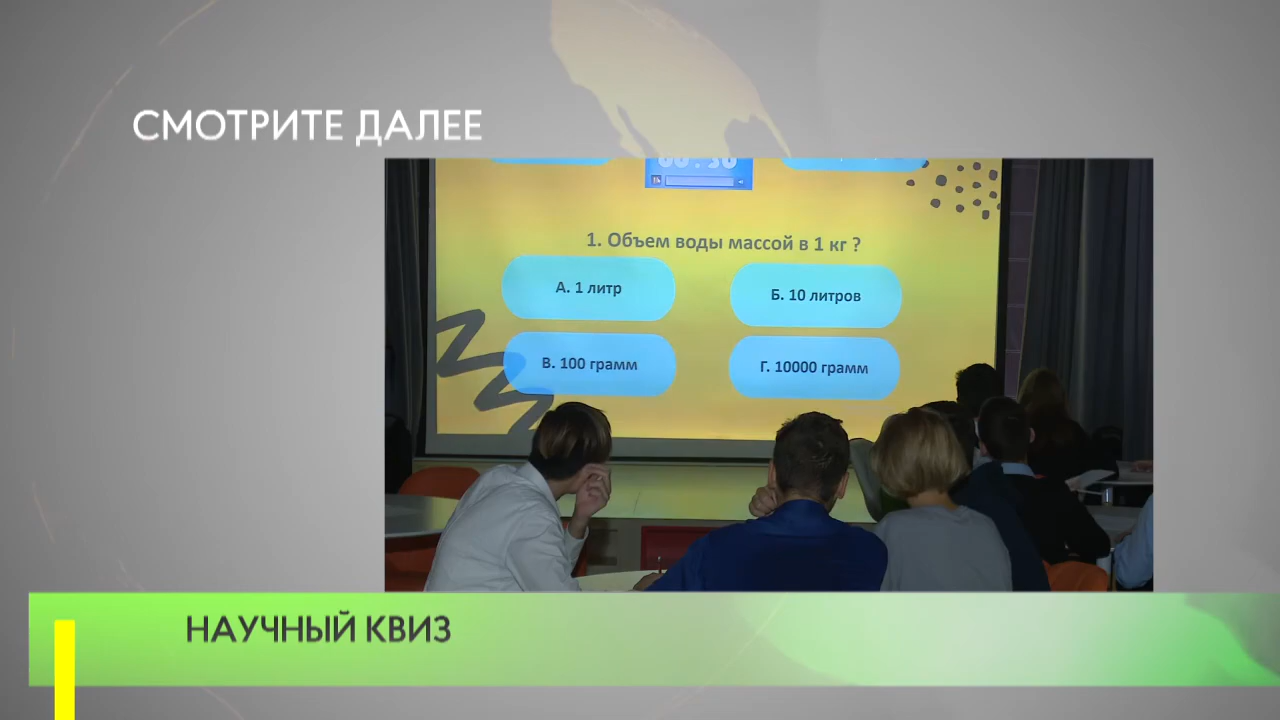 СМОТРИТЕ ДАЛЕЕ
1. Объем воды массой в 1 кг ?
А. 1 литр
Б. 10 литров
В. 100 грамм
Г. 10000 грамм
НАУЧНЫЙ КВИЗ